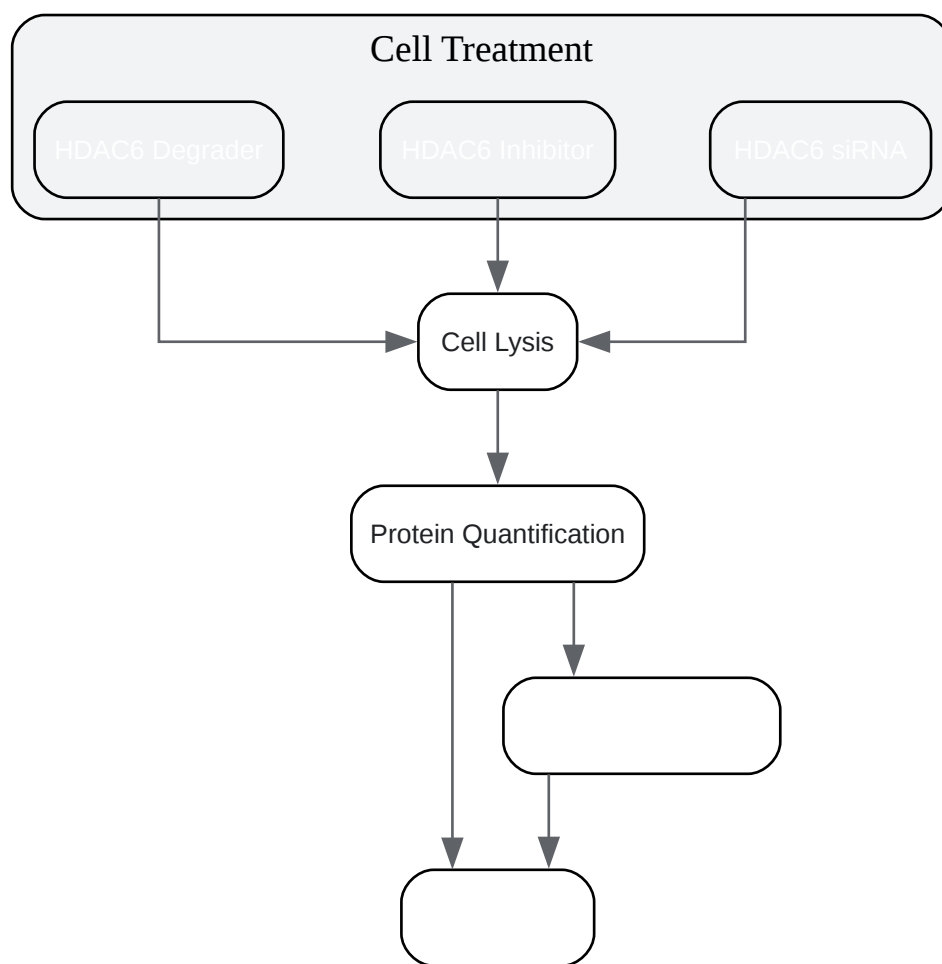 Cell Treatment
HDAC6 Degrader
HDAC6 Inhibitor
HDAC6 siRNA
Cell Lysis
Protein Quantification